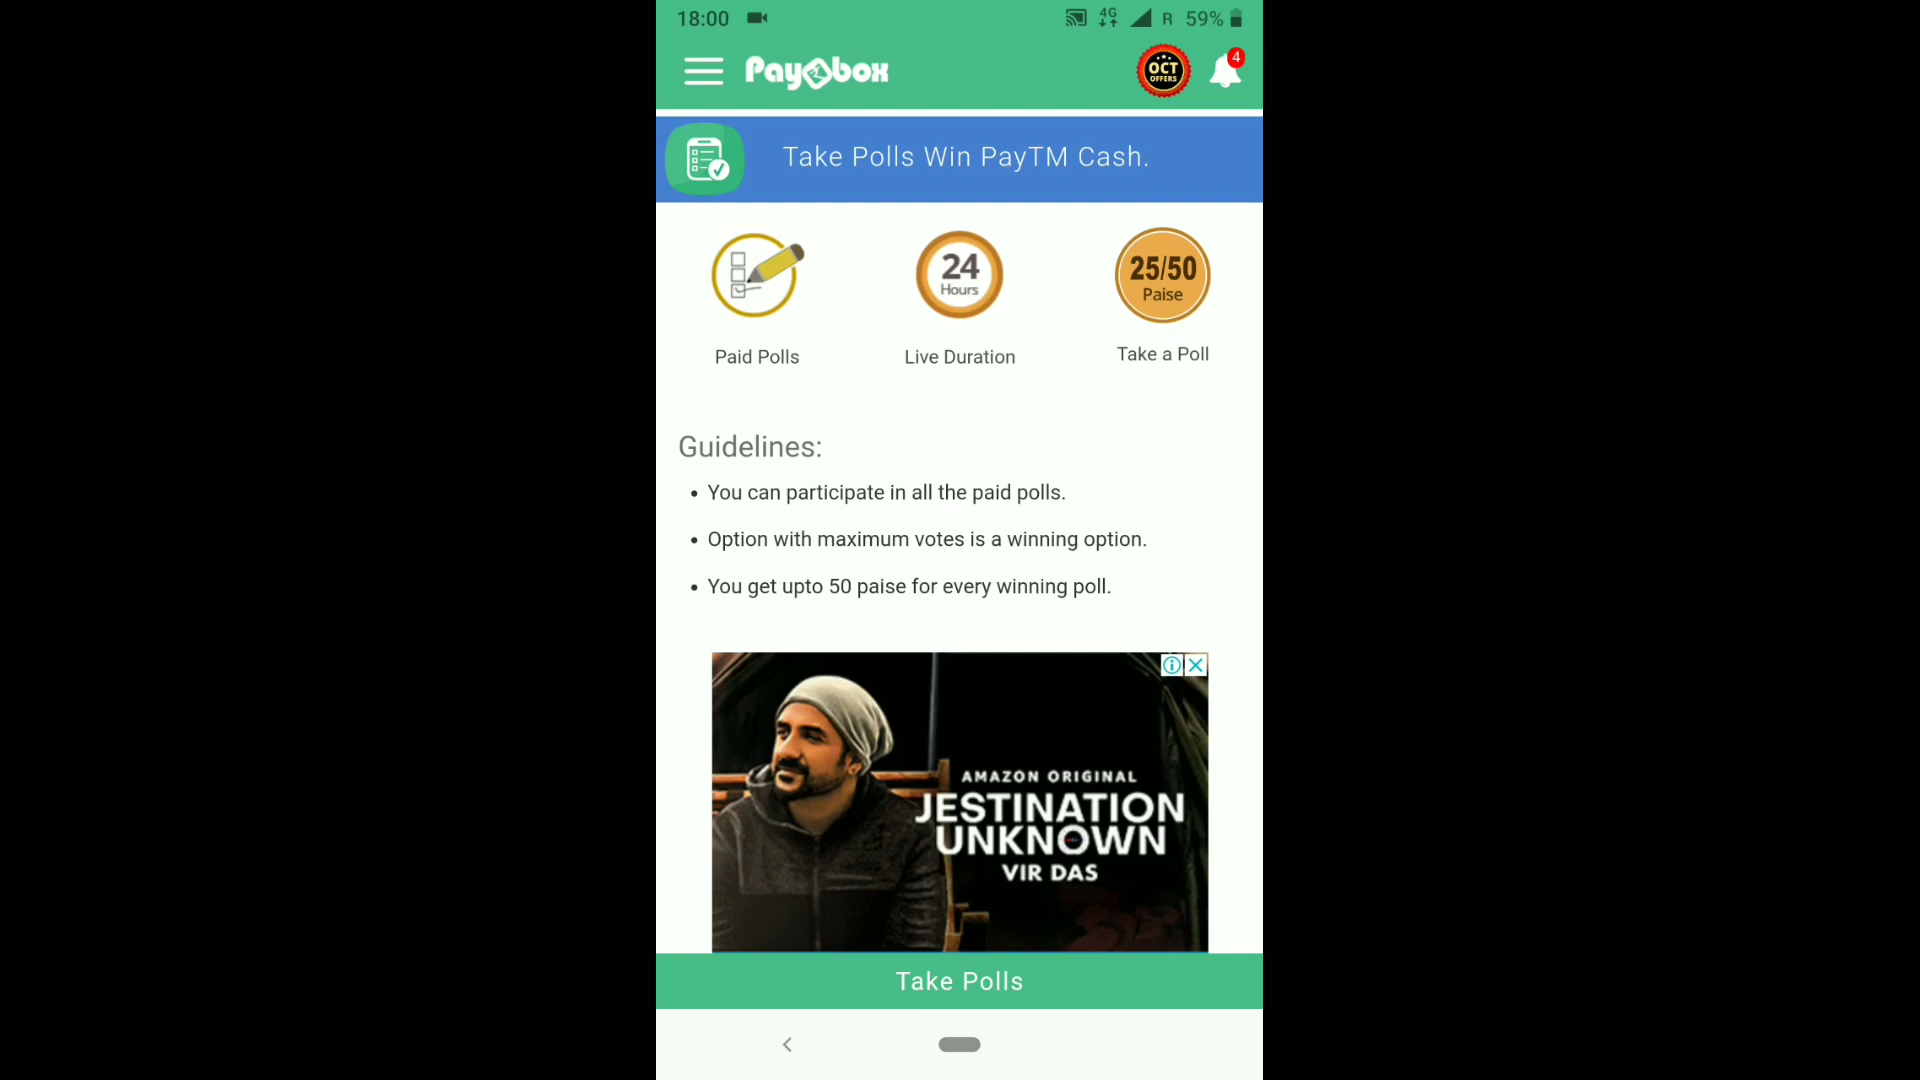 18:00
4G
R 59%
Paybox
OCT
OFFERS
4
Take Polls Win PayTM Cash.
24
Hours
25/50
Paise
Paid Polls
Live Duration
Take a Poll
Guidelines:
• You can participate in all the paid polls.
• Option with maximum votes is a winning option.
• You get upto 50 paise for every winning poll.
AMAZON ORIGINAL
JESTINATION
UNKNOWN
VIR DAS
Take Polls